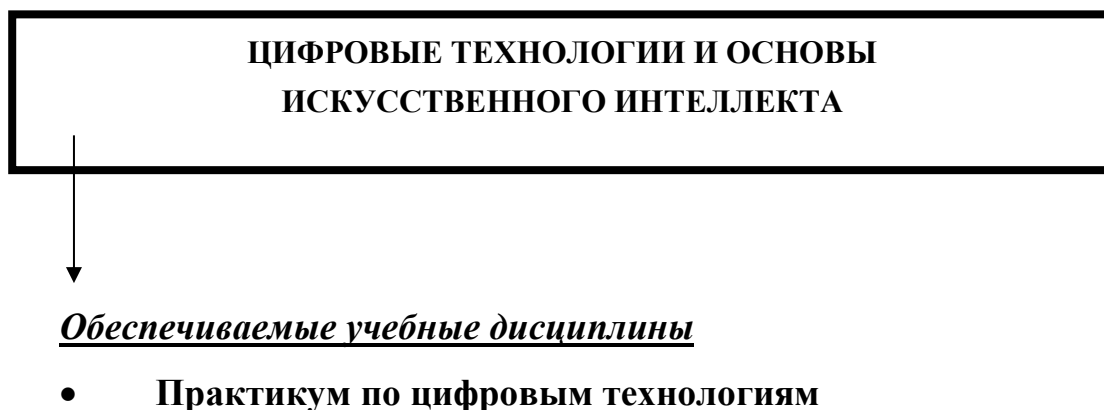 ЦИФРОВЫЕ ТЕХНОЛОГИИ И ОСНОВЫ
ИСКУССТВЕННОГО ИНТЕЛЛЕКТА
Обеспечиваемые учебные дисциплины
• Практикум по цифровым технологиям